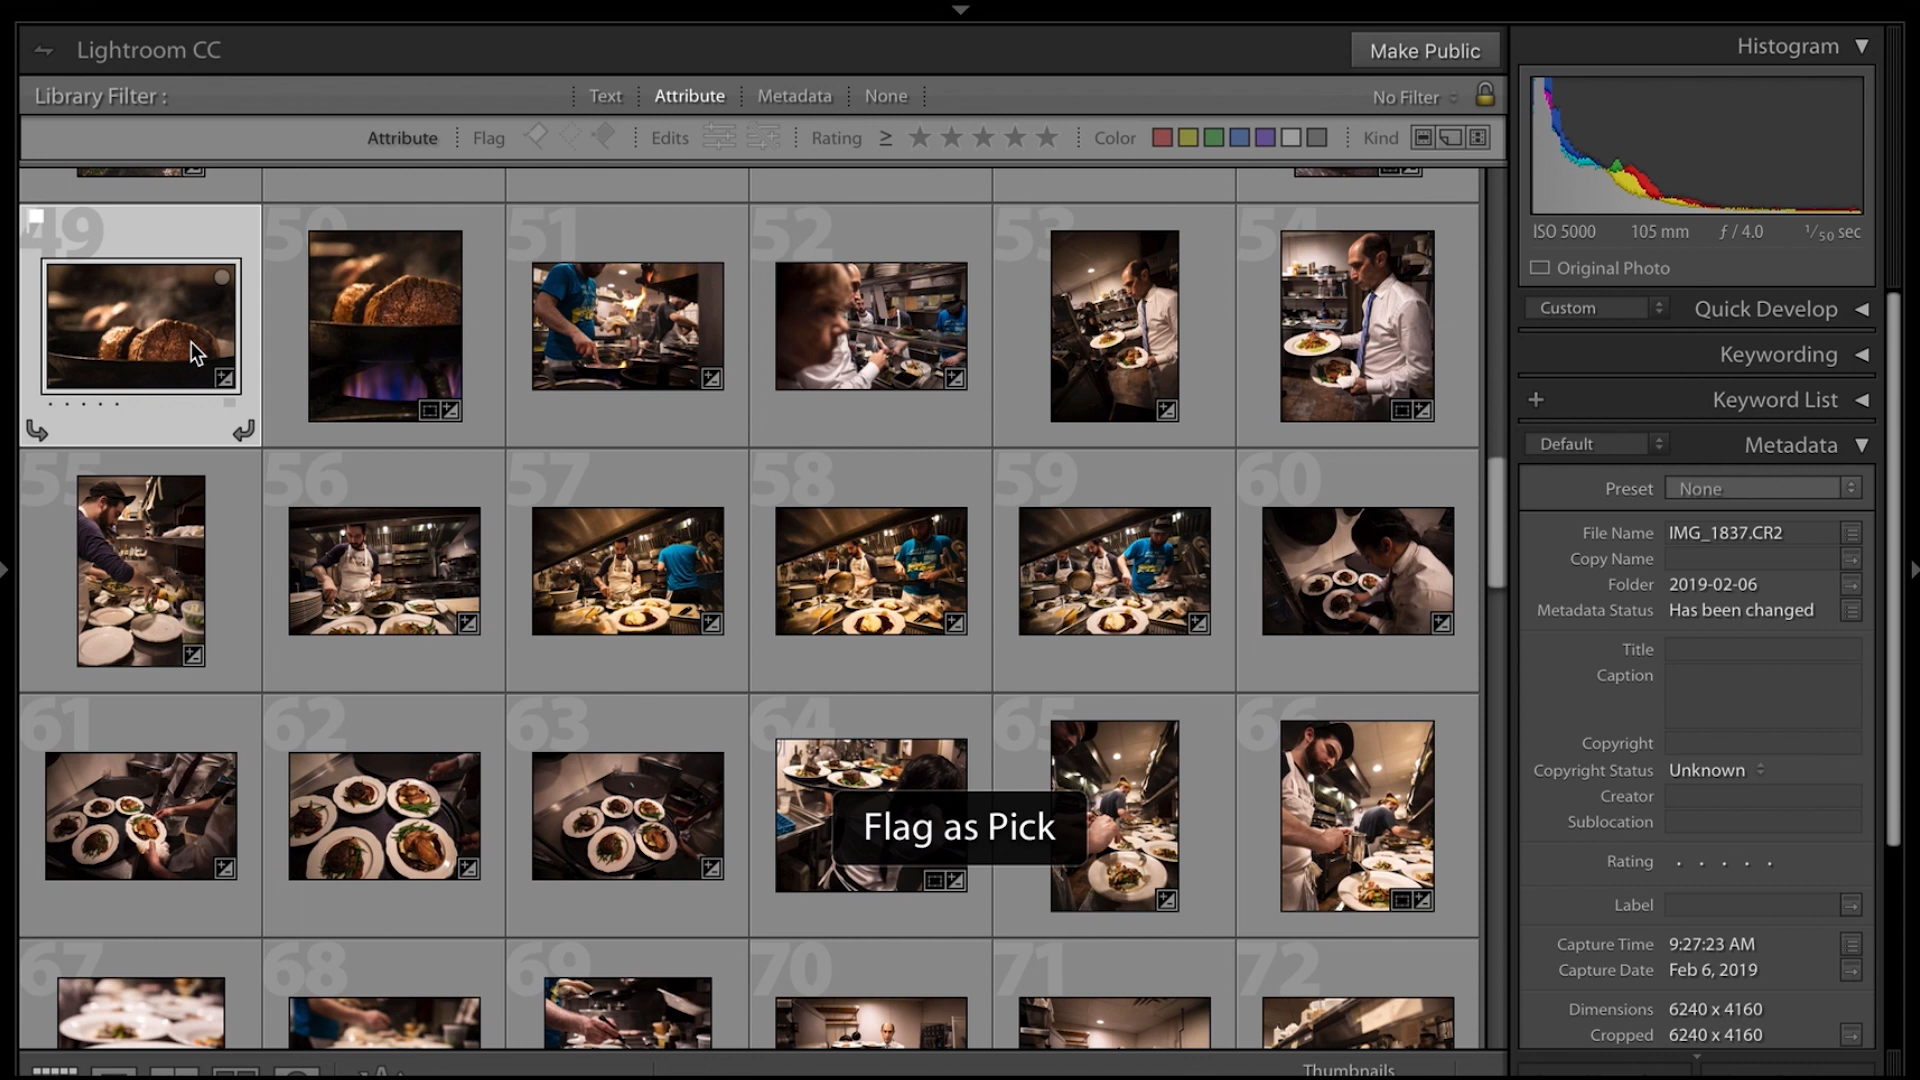 Lightroom CC
Make Public
Histogram
Library Filter :
Text
Attribute
Metadata
None
No Filter
Attribute
Flag
Edits
Rating
≥
Color
Kind
ISO 5000
105 mm
ƒ / 4.0
1/50 sec
Original Photo
Custom
Quick Develop
Keywording
Keyword List
Default
Metadata
Preset
None
File Name
IMG_1837.CR2
Copy Name
Folder
2019-02-06
Metadata Status
Has been changed
Title
Caption
Copyright
Copyright Status
Unknown
Creator
Sublocation
Rating
Label
Capture Time
9:27:23 AM
Capture Date
Feb 6, 2019
Dimensions
6240 x 4160
Cropped
6240 x 4160
49
50
51
52
53
54
55
56
57
58
59
60
61
62
63
64
65
66
Flag as Pick
67
68
69
70
71
72
Thumbnails